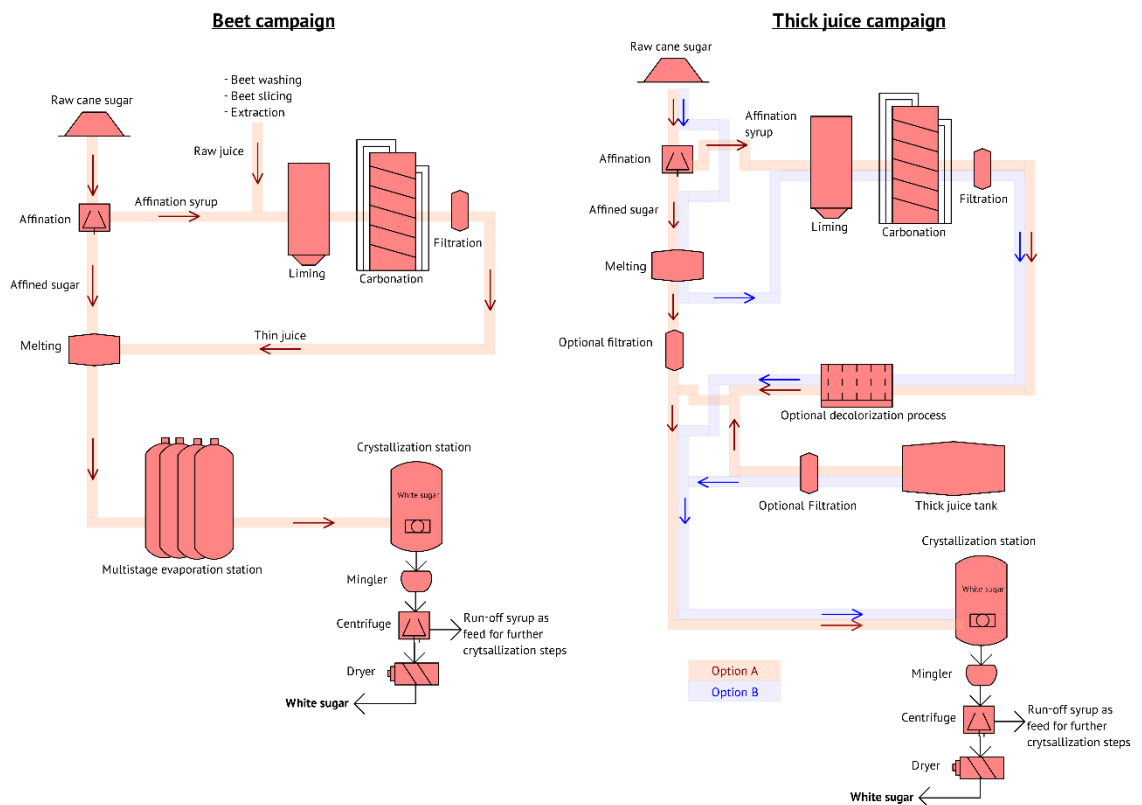 Beet campaign
Raw cane sugar
- Beet washing
- Beet slicing
- Extraction
Raw juice
Affination syrup
Affination
Liming
Carbonation
Filtration
Affined sugar
Thin juice
Melting
Multistage evaporation station
Crystallization station
White sugar
Mingler
Centrifuge
Run-off syrup as
feed for further
crytsallization steps
Dryer
White sugar
Thick juice campaign
Raw cane sugar
Affination
syrup
Affination
Liming
Carbonation
Filtration
Affined sugar
Melting
Optional filtration
Optional decolorization process
Optional Filtration
Thick juice tank
Crystallization station
White sugar
Option A
Option B
Mingler
Centrifuge
Run-off syrup as
feed for further
crytsallization steps
Dryer
White sugar